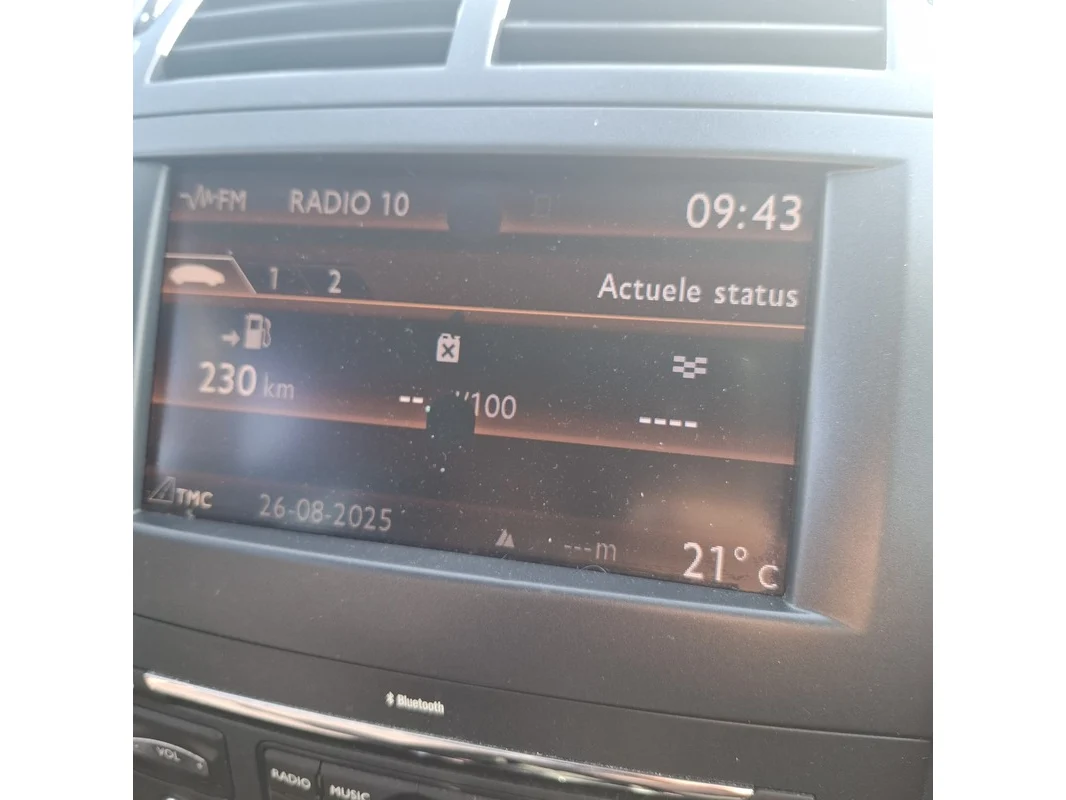 FM RADIO 10 09:43
1 2 Actuele status
230 km
-- /100
----
TMC 26-08-2025 ---m 21° C
Bluetooth
VOL
RADIO MUSIC